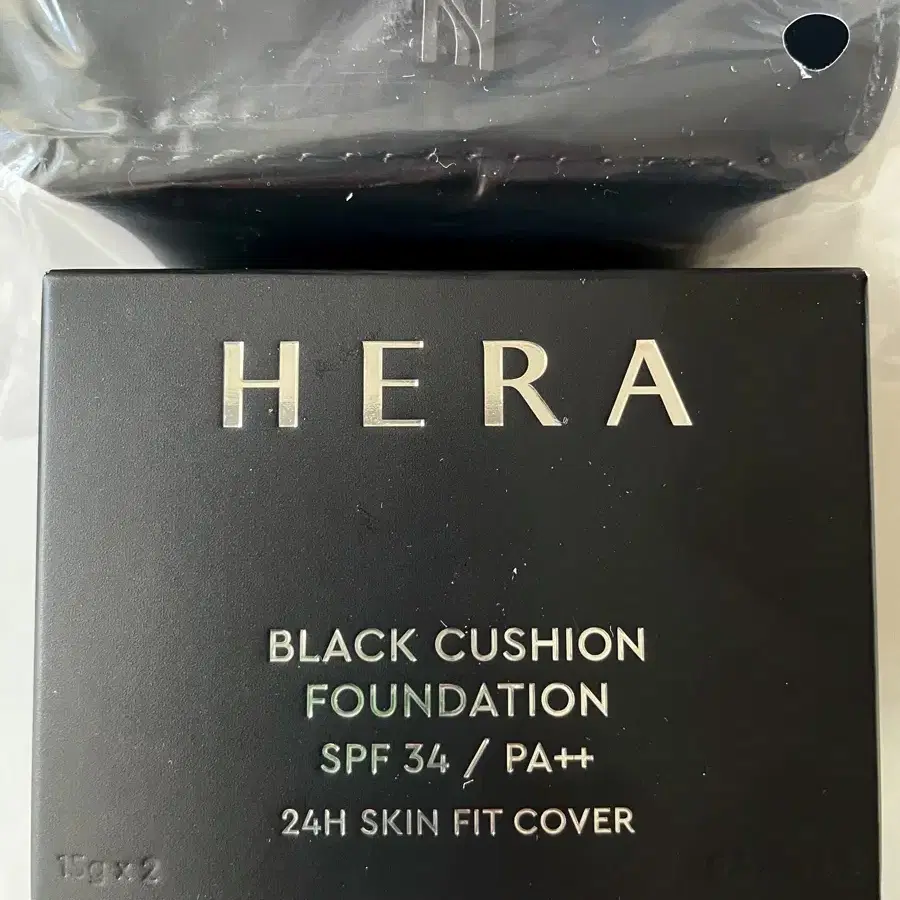 HERA
BLACK CUSHION
FOUNDATION
SPF 34 / PA++
24H SKIN FIT COVER
15g x 2